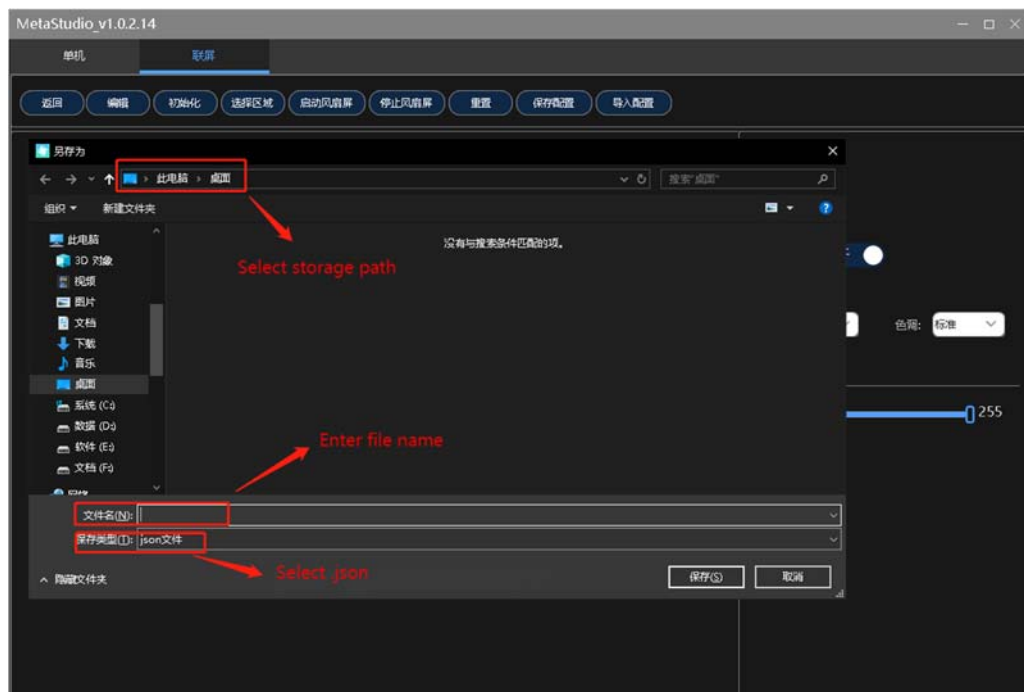 MetaStudio_v1.0.2.14
单机 联屏
返回 编辑 初始化 选择区域 启动风扇屏 停止风扇屏 重置 保存配置 导入配置
另存为
此电脑 › 桌面 搜索"桌面"
组织 新建文件夹
此电脑
没有与搜索条件匹配的项。
3D 对象
Select storage path
视频
图片
文档
色调: 标准
下载
音乐
桌面
系统 (C:)
255
数据 (D:)
Enter file name
软件 (E:)
文档 (F:)
网络
文件名(N):
保存类型(T): json文件
Select .json
隐藏文件夹 保存(S) 取消